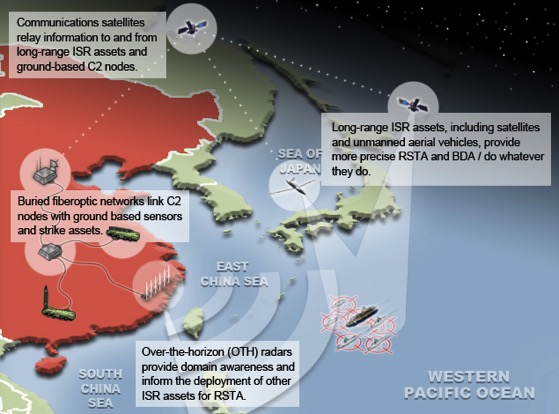 Communications satellites
relay information to and from
long-range ISR assets and
ground-based C2 nodes.
Long-range ISR assets, including satellites
and unmanned aerial vehicles, provide
more precise RSTA and BDA / do whatever
they do.
SEA OF
JAPAN
Buried fiberoptic networks link C2
nodes with ground based sensors
and strike assets.
EAST
CHINA SEA
Over-the-horizon (OTH) radars
provide domain awareness and
inform the deployment of other
ISR assets for RSTA.
SOUTH
CHINA
SEA
WESTERN
PACIFIC OCEAN